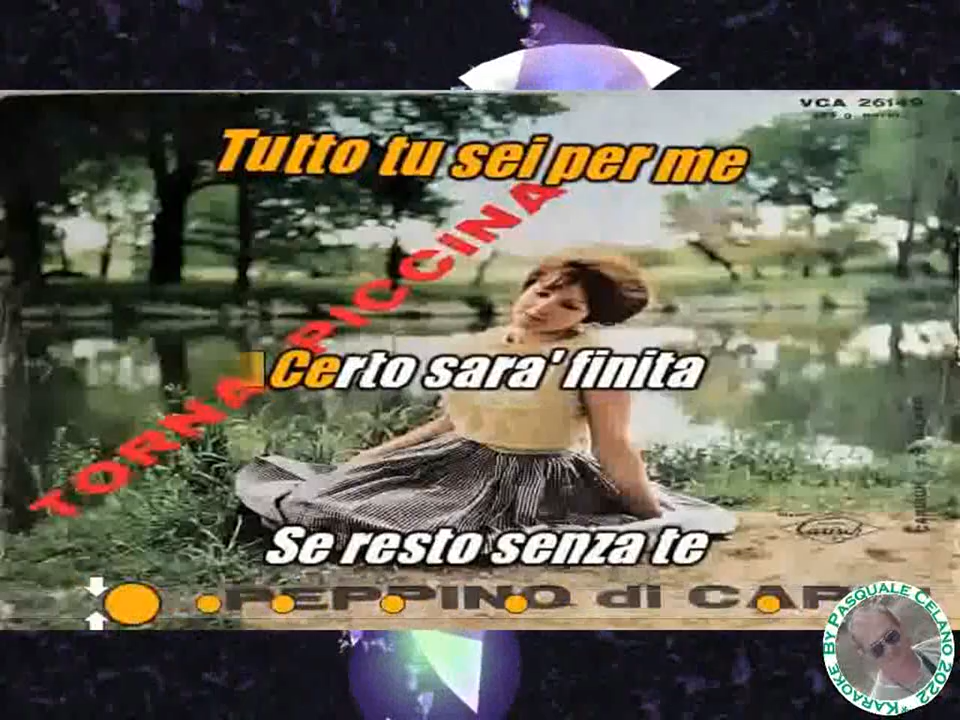 VCA 26149
Tutto tu sei per me
TORNA PICCINA
Certo sara' finita
Se resto senza te
PEPPINO di CAP
KARAOKE By PASQUALE CELANO 2022 *